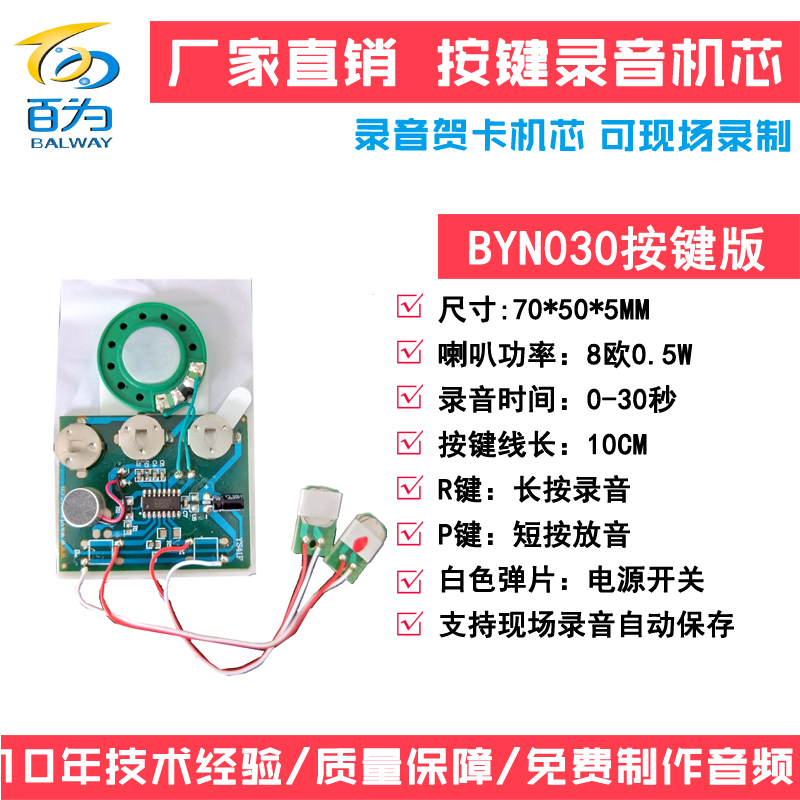 厂家直销 按键录音机芯
百为
BALWAY
录音贺卡机芯 可现场录制
BYN030按键版
尺寸:70*50*5MM
喇叭功率：8欧0.5W
录音时间：0-30秒
按键线长：10CM
R键：长按录音
P键：短按放音
白色弹片：电源开关
支持现场录音自动保存
YS41F
10年技术经验/质量保障/免费制作音频